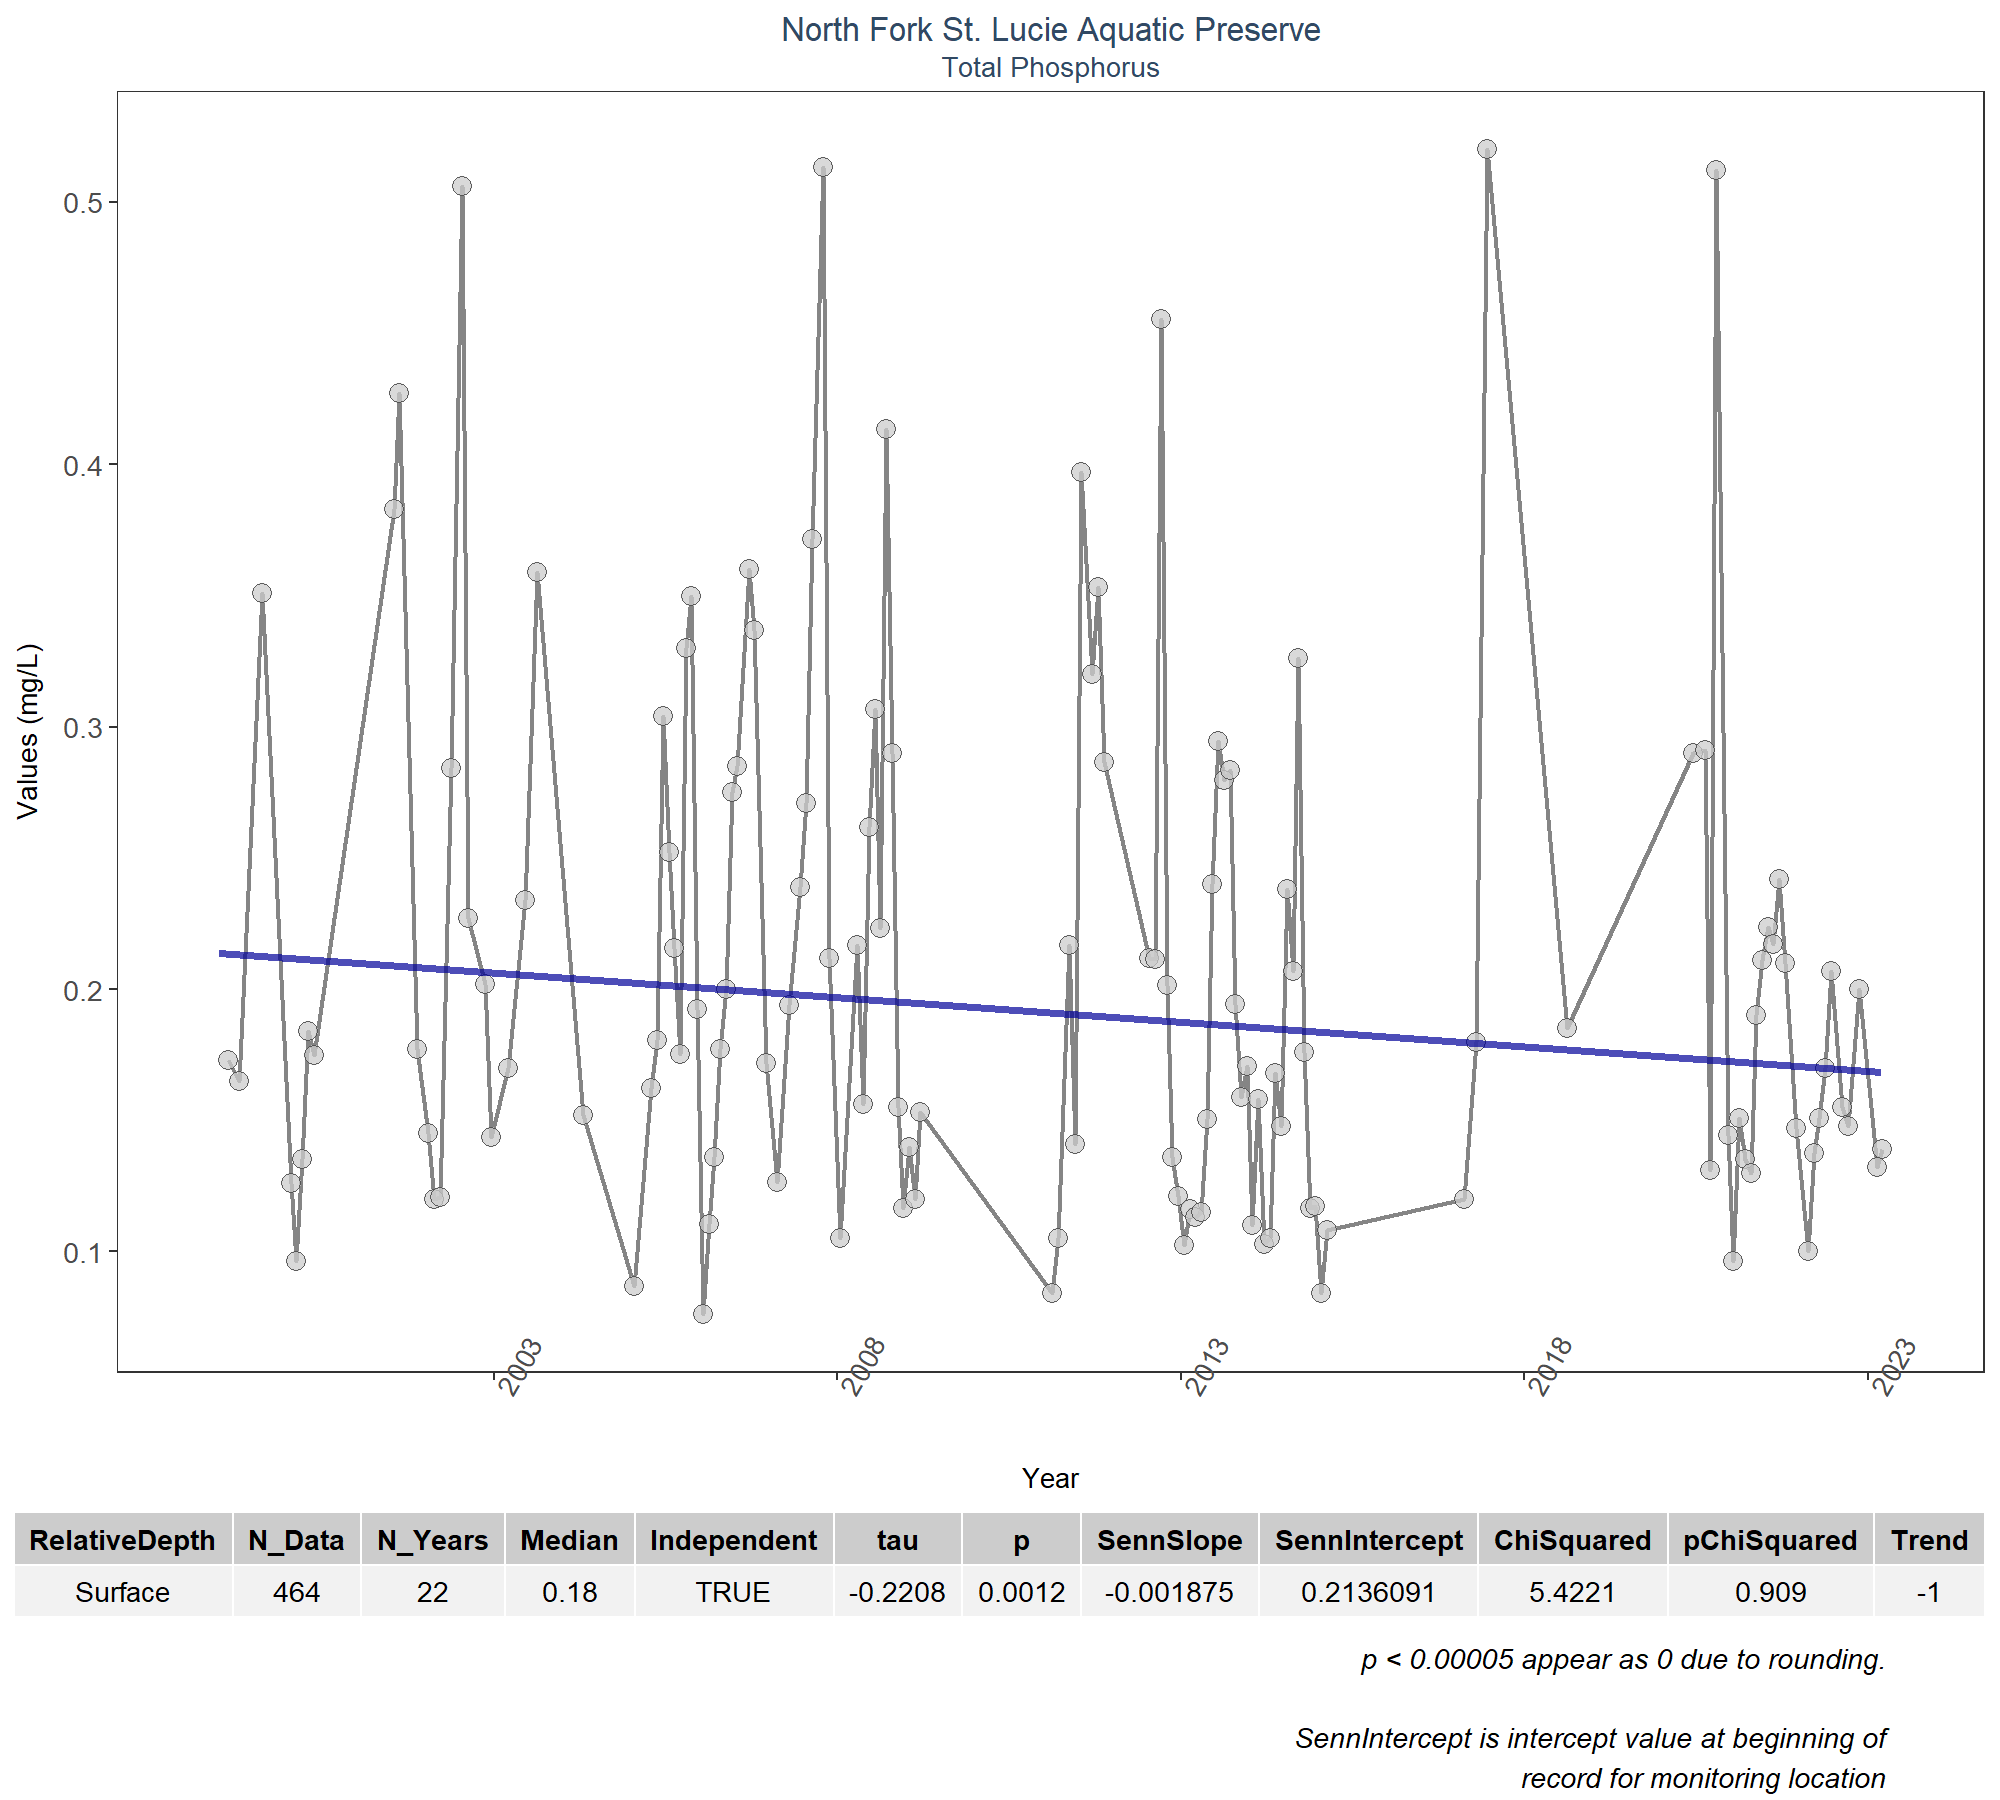 North Fork St. Lucie Aquatic Preserve
Total Phosphorus
Values (mg/L)
0.5
0.4
0.3
0.2
0.1
2003 2008 2013 2018 2023
Year
RelativeDepth N_Data N_Years Median Independent tau p SennSlope SennIntercept ChiSquared pChiSquared Trend
Surface 464 22 0.18 TRUE -0.2208 0.0012 -0.001875 0.2136091 5.4221 0.909 -1
p < 0.00005 appear as 0 due to rounding.
SennIntercept is intercept value at beginning of
record for monitoring location